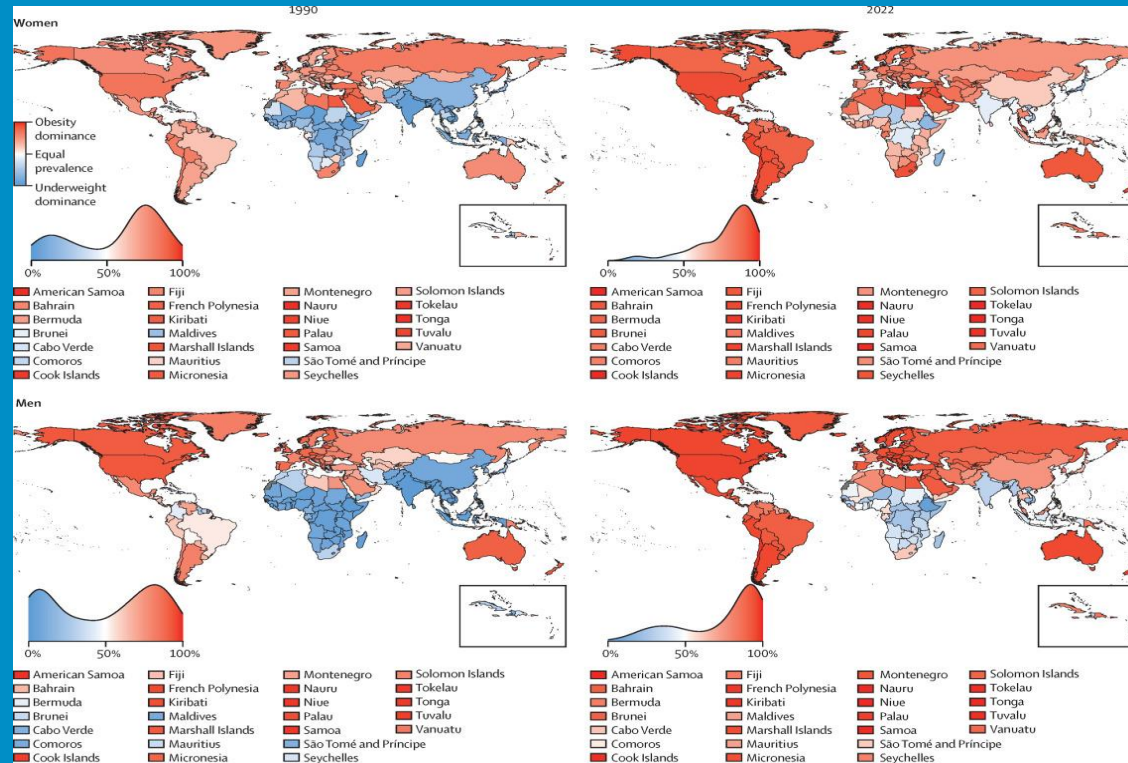 1990
2022
Women
Obesity
dominance
Equal
prevalence
Underweight
dominance
0% 50% 100%
0% 50% 100%
American Samoa Fiji Montenegro Solomon Islands
Bahrain French Polynesia Nauru Tokelau
Bermuda Kiribati Niue Tonga
Brunei Maldives Palau Tuvalu
Cabo Verde Marshall Islands Samoa Vanuatu
Comoros Mauritius São Tomé and Príncipe
Cook Islands Micronesia Seychelles
American Samoa Fiji Montenegro Solomon Islands
Bahrain French Polynesia Nauru Tokelau
Bermuda Kiribati Niue Tonga
Brunei Maldives Palau Tuvalu
Cabo Verde Marshall Islands Samoa Vanuatu
Comoros Mauritius São Tomé and Príncipe
Cook Islands Micronesia Seychelles
Men
0% 50% 100%
0% 50% 100%
American Samoa Fiji Montenegro Solomon Islands
Bahrain French Polynesia Nauru Tokelau
Bermuda Kiribati Niue Tonga
Brunei Maldives Palau Tuvalu
Cabo Verde Marshall Islands Samoa Vanuatu
Comoros Mauritius São Tomé and Príncipe
Cook Islands Micronesia Seychelles
American Samoa Fiji Montenegro Solomon Islands
Bahrain French Polynesia Nauru Tokelau
Bermuda Kiribati Niue Tonga
Brunei Maldives Palau Tuvalu
Cabo Verde Marshall Islands Samoa Vanuatu
Comoros Mauritius São Tomé and Príncipe
Cook Islands Micronesia Seychelles